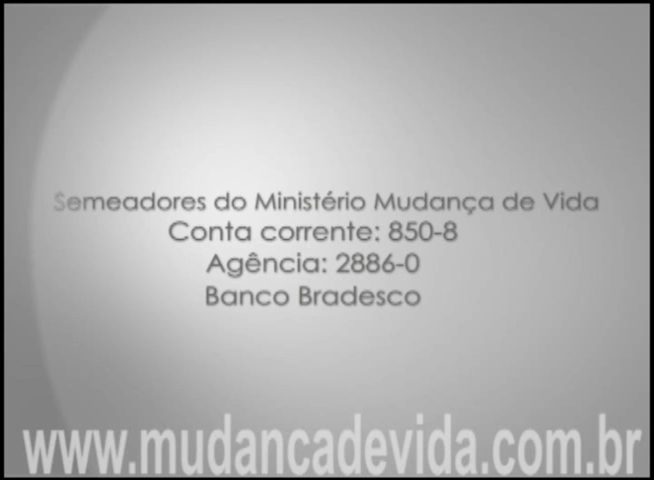 Semeadores do Ministério Mudança de Vida
Conta corrente: 850-8
Agência: 2886-0
Banco Bradesco
www.mudancadevida.com.br